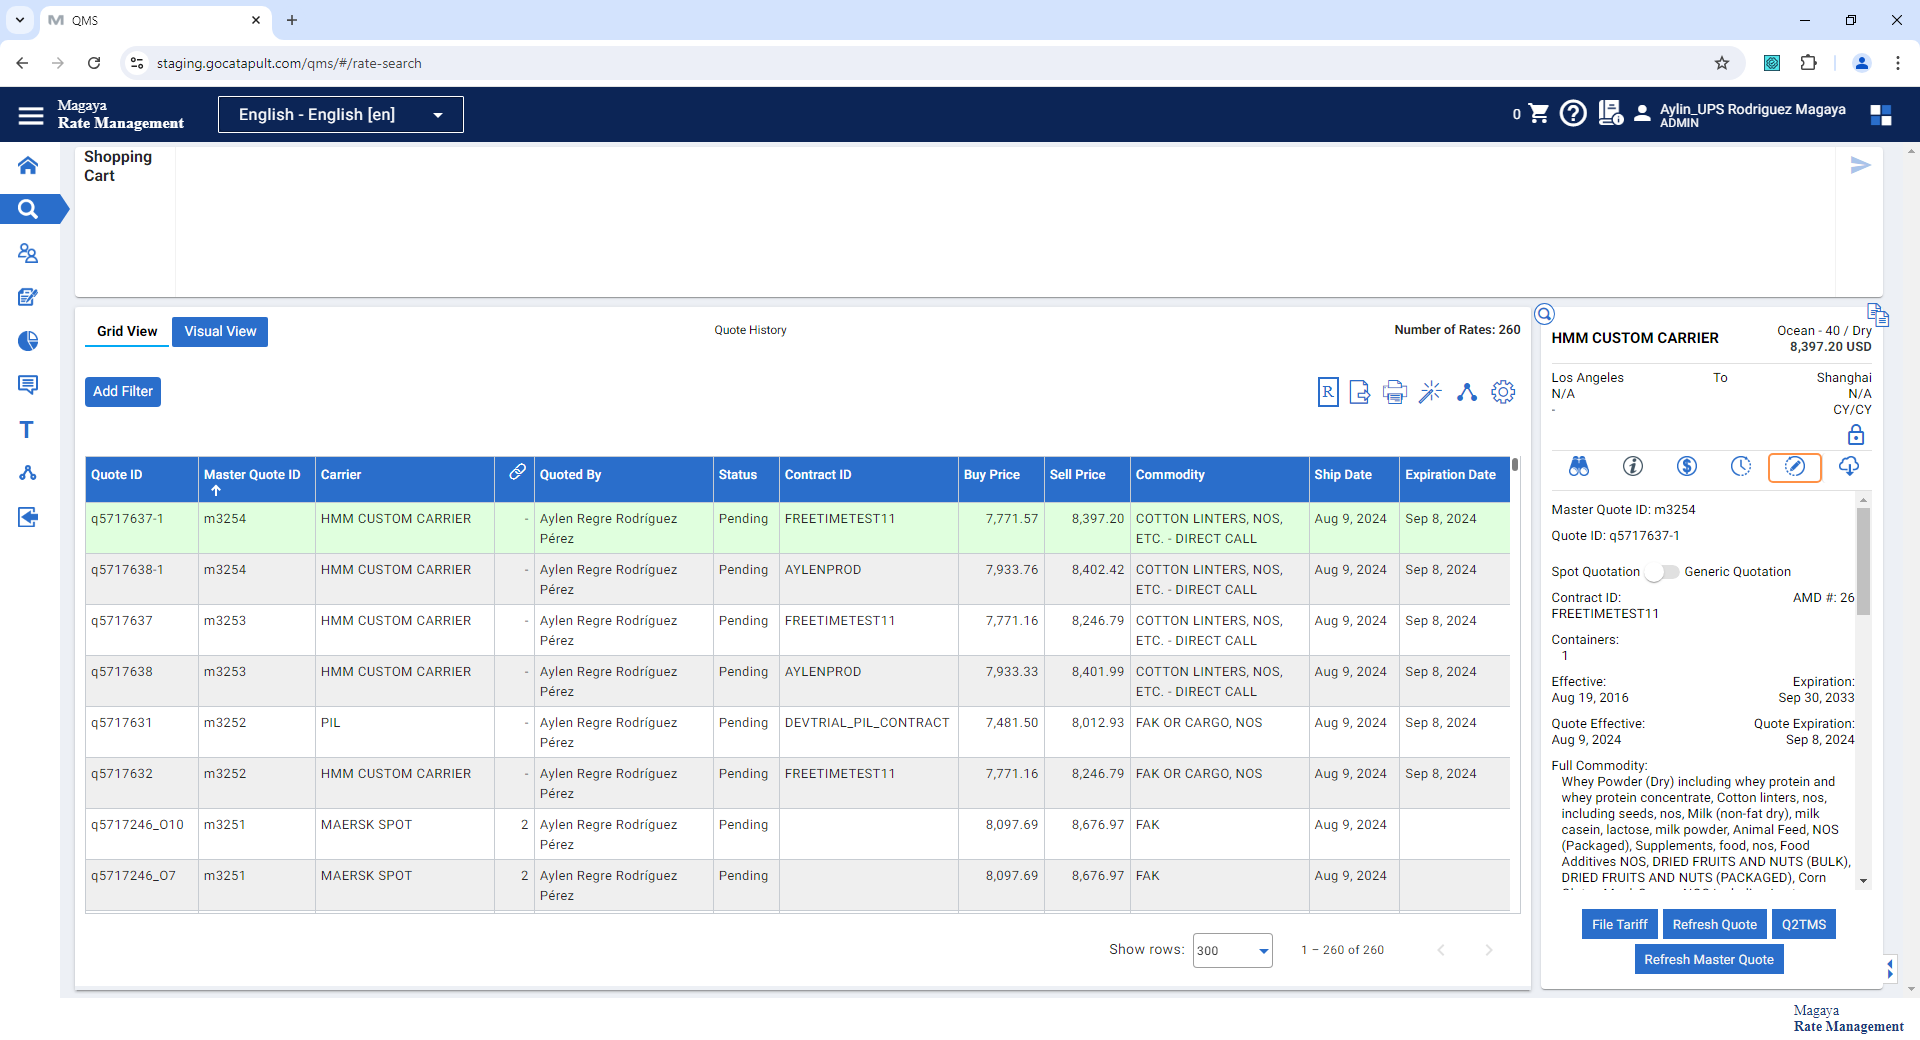 QMS
staging.gocatapult.com/qms/#/rate-search
Magaya
Rate Management
English - English [en]
0
Aylin_UPS Rodriguez Magaya
ADMIN
Shopping
Cart
Grid View
Visual View
Quote History
Number of Rates: 260
Add Filter
R
Quote ID Master Quote ID Carrier Quoted By Status Contract ID Buy Price Sell Price Commodity Ship Date Expiration Date
q5717637-1 m3254 HMM CUSTOM CARRIER - Aylen Regre Rodríguez Pending FREETIMETEST11 7,771.57 8,397.20 COTTON LINTERS, NOS, Aug 9, 2024 Sep 8, 2024
Pérez ETC. - DIRECT CALL
q5717638-1 m3254 HMM CUSTOM CARRIER - Aylen Regre Rodríguez Pending AYLENPROD 7,933.76 8,402.42 COTTON LINTERS, NOS, Aug 9, 2024 Sep 8, 2024
Pérez ETC. - DIRECT CALL
q5717637 m3253 HMM CUSTOM CARRIER - Aylen Regre Rodríguez Pending FREETIMETEST11 7,771.16 8,246.79 COTTON LINTERS, NOS, Aug 9, 2024 Sep 8, 2024
Pérez ETC. - DIRECT CALL
q5717638 m3253 HMM CUSTOM CARRIER - Aylen Regre Rodríguez Pending AYLENPROD 7,933.33 8,401.99 COTTON LINTERS, NOS, Aug 9, 2024 Sep 8, 2024
Pérez ETC. - DIRECT CALL
q5717631 m3252 PIL - Aylen Regre Rodríguez Pending DEVTRIAL_PIL_CONTRACT 7,481.50 8,012.93 FAK OR CARGO, NOS Aug 9, 2024 Sep 8, 2024
Pérez
q5717632 m3252 HMM CUSTOM CARRIER - Aylen Regre Rodríguez Pending FREETIMETEST11 7,771.16 8,246.79 FAK OR CARGO, NOS Aug 9, 2024 Sep 8, 2024
Pérez
q5717246_O10 m3251 MAERSK SPOT 2 Aylen Regre Rodríguez Pending 8,097.69 8,676.97 FAK Aug 9, 2024
Pérez
q5717246_O7 m3251 MAERSK SPOT 2 Aylen Regre Rodríguez Pending 8,097.69 8,676.97 FAK Aug 9, 2024
Pérez
Show rows: 300 1 – 260 of 260
HMM CUSTOM CARRIER
Ocean - 40 / Dry
8,397.20 USD
Los Angeles To Shanghai
N/A N/A
- CY/CY
Master Quote ID: m3254
Quote ID: q5717637-1
Spot Quotation Generic Quotation
Contract ID: AMD #: 26
FREETIMETEST11
Containers:
1
Effective: Expiration:
Aug 19, 2016 Sep 30, 2033
Quote Effective: Quote Expiration:
Aug 9, 2024 Sep 8, 2024
Full Commodity:
Whey Powder (Dry) including whey protein and
whey protein concentrate, Cotton linters, nos,
including seeds, nos, Milk (non-fat dry), milk
casein, lactose, milk powder, Animal Feed, NOS
(Packaged), Supplements, food, nos, Food
Additives NOS, DRIED FRUITS AND NUTS (BULK),
DRIED FRUITS AND NUTS (PACKAGED), Corn
File Tariff Refresh Quote Q2TMS
Refresh Master Quote
Magaya
Rate Management